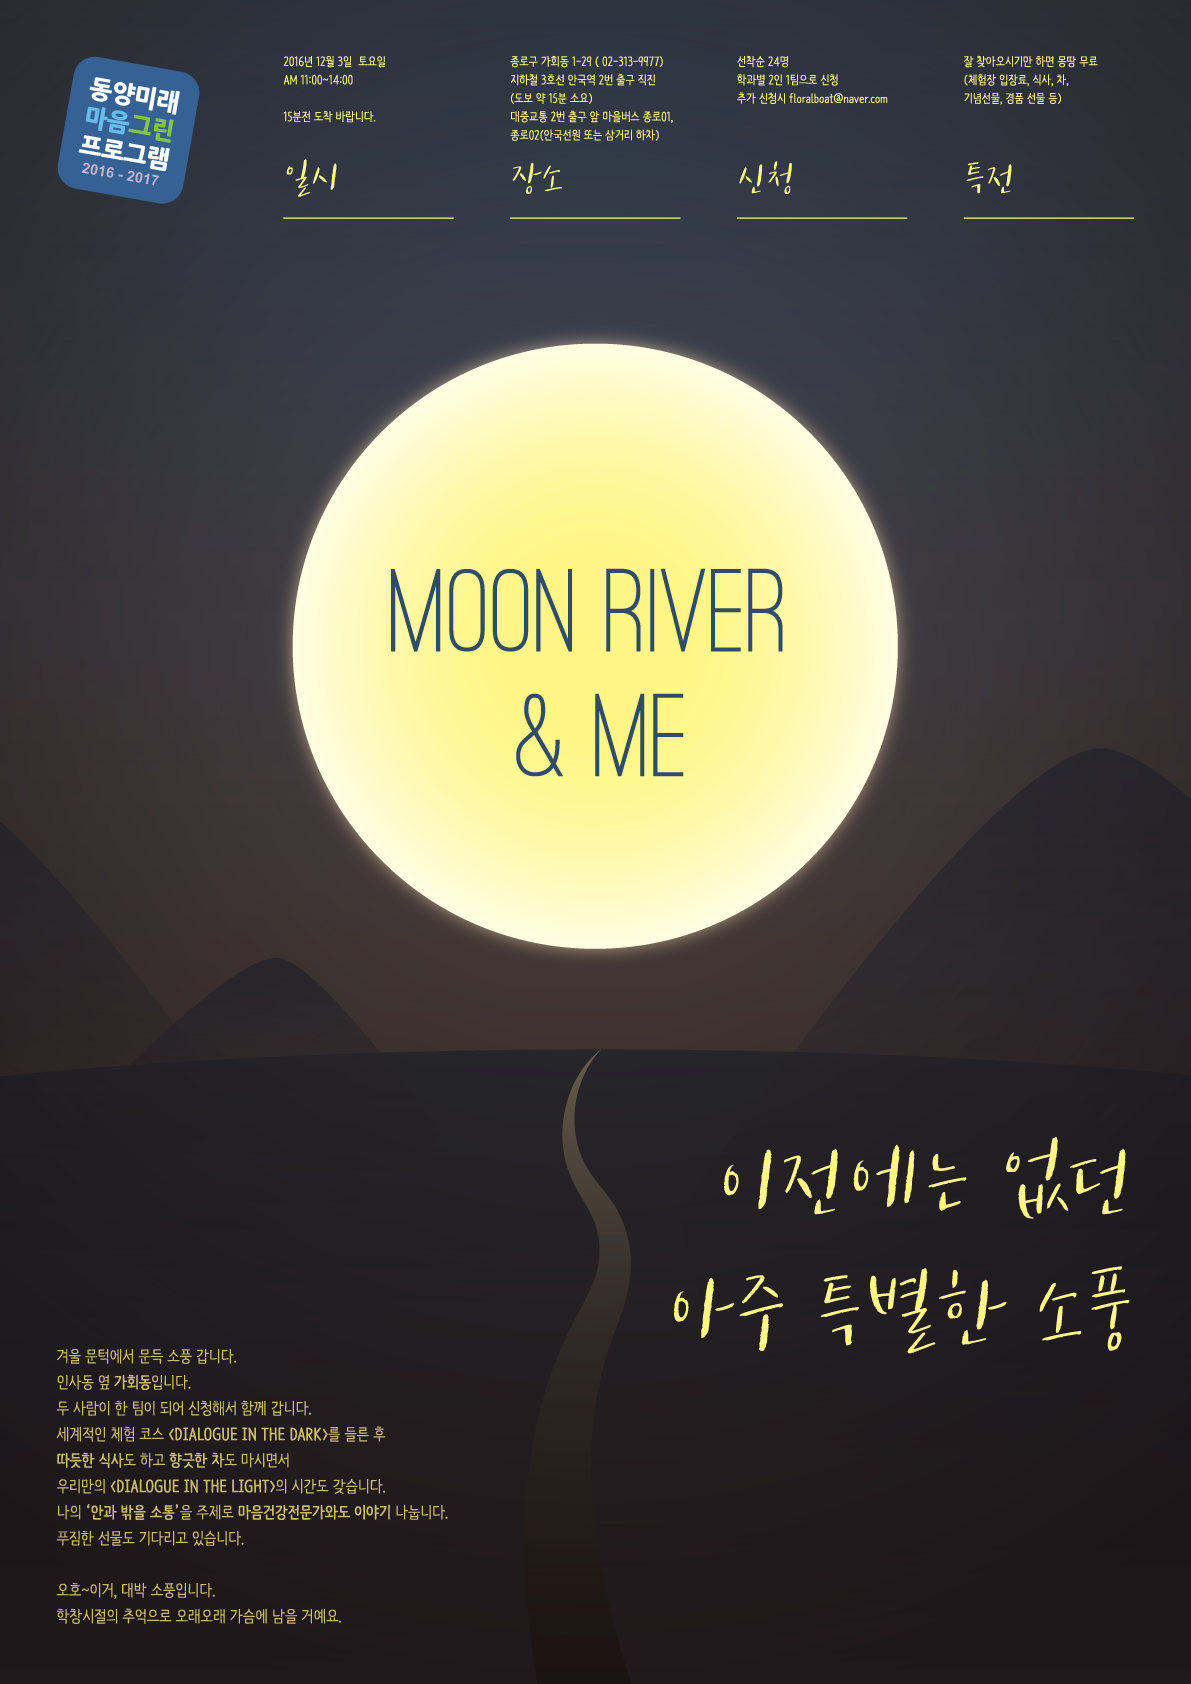 동양미래
마음그린
프로그램
2016 - 2017
2016년 12월 3일 토요일
AM 11:00~14:00
15분전 도착 바랍니다.
일시
종로구 가회동 1-29 ( 02-313-9977)
지하철 3호선 안국역 2번 출구 직진
(도보 약 15분 소요)
대중교통 2번 출구 앞 마을버스 종로01,
종로02(안국선원 또는 삼거리 하차)
장소
선착순 24명
학과별 2인 1팀으로 신청
추가 신청시 floralboat@naver.com
신청
잘 찾아오시기만 하면 몽땅 무료
(체험장 입장료, 식사, 차,
기념선물, 경품 선물 등)
특전
MOON RIVER
& ME
이전에는 없던
아주 특별한 소풍
겨울 문턱에서 문득 소풍 갑니다.
인사동 옆 가회동입니다.
두 사람이 한 팀이 되어 신청해서 함께 갑니다.
세계적인 체험 코스 <DIALOGUE IN THE DARK>를 들른 후
따듯한 식사도 하고 향긋한 차도 마시면서
우리만의 <DIALOGUE IN THE LIGHT>의 시간도 갖습니다.
나의 ‘안과 밖을 소통’을 주제로 마음건강전문가와도 이야기 나눕니다.
푸짐한 선물도 기다리고 있습니다.
오호~이거, 대박 소풍입니다.
학창시절의 추억으로 오래오래 가슴에 남을 거예요.